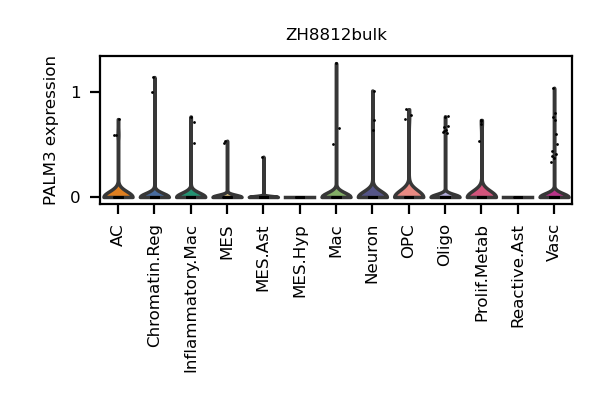 ZH8812bulk
PALM3 expression
1
0
AC
Chromatin.Reg
Inflammatory.Mac
MES
MES.Ast
MES.Hyp
Mac
Neuron
OPC
Oligo
Prolif.Metab
Reactive.Ast
Vasc